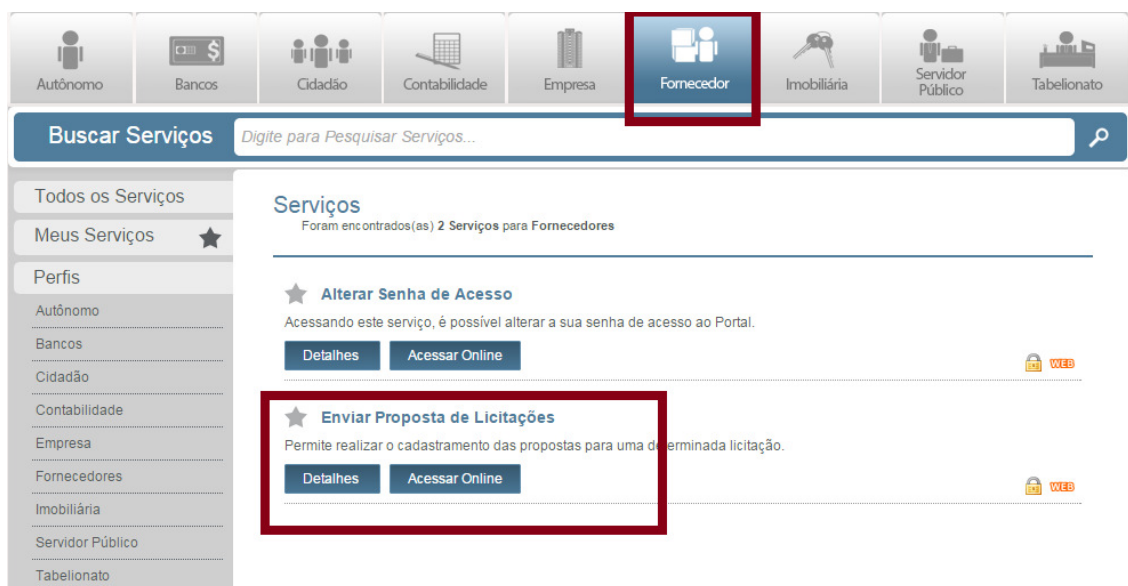 Autônomo
Bancos
Cidadão
Contabilidade
Empresa
Fornecedor
Imobiliária
Servidor
Público
Tabelionato
Buscar Serviços
Digite para Pesquisar Serviços...
Todos os Serviços
Meus Serviços
Perfis
Autônomo
Bancos
Cidadão
Contabilidade
Empresa
Fornecedores
Imobiliária
Servidor Público
Tabelionato
Serviços
Foram encontrados(as) 2 Serviços para Fornecedores
Alterar Senha de Acesso
Acessando este serviço, é possível alterar a sua senha de acesso ao Portal.
Detalhes Acessar Online
WEB
Enviar Proposta de Licitações
Permite realizar o cadastramento das propostas para uma determinada licitação.
Detalhes Acessar Online
WEB